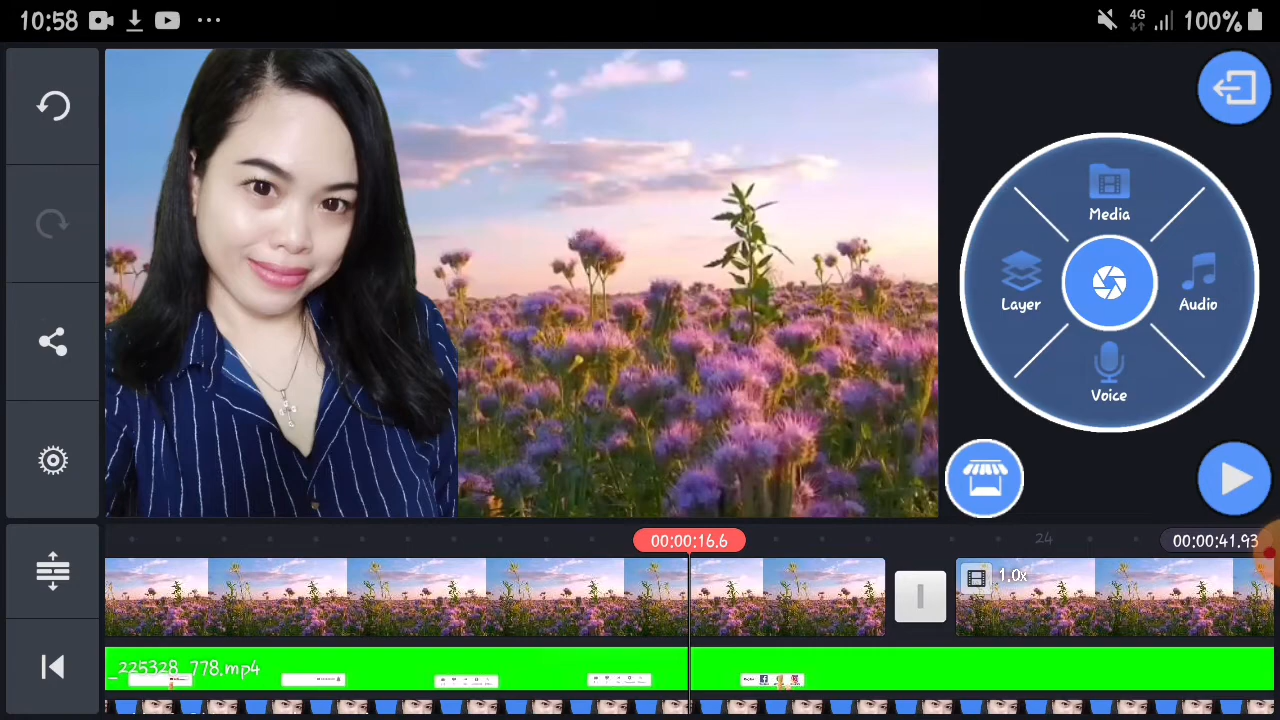 10:58
4G
100%
Media
Layer
Audio
Voice
00:00:16.6
24
00:00:41.93
1.0x
_225328_778.mp4